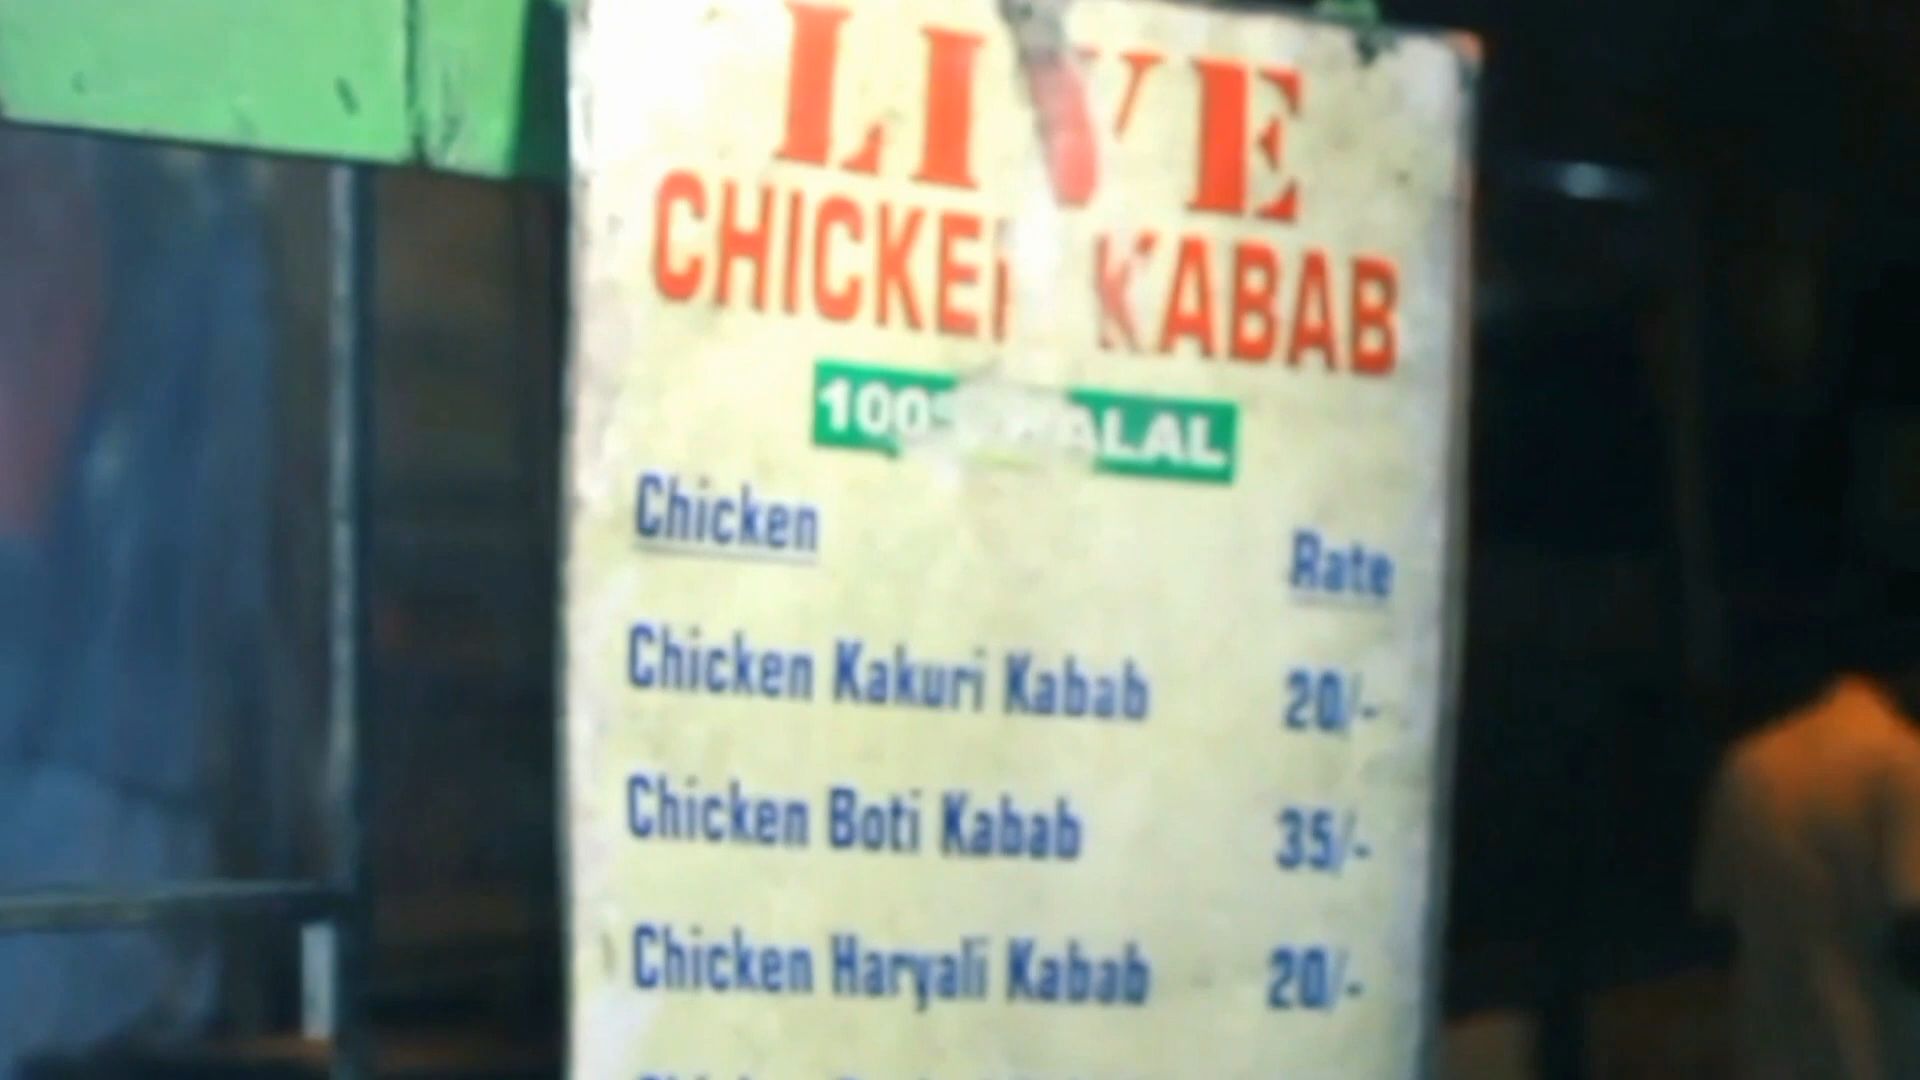 LIVE
CHICKEN KABAB
100% HALAL
Chicken Rate
Chicken Kakuri Kabab 20/-
Chicken Boti Kabab 35/-
Chicken Haryali Kabab 20/-